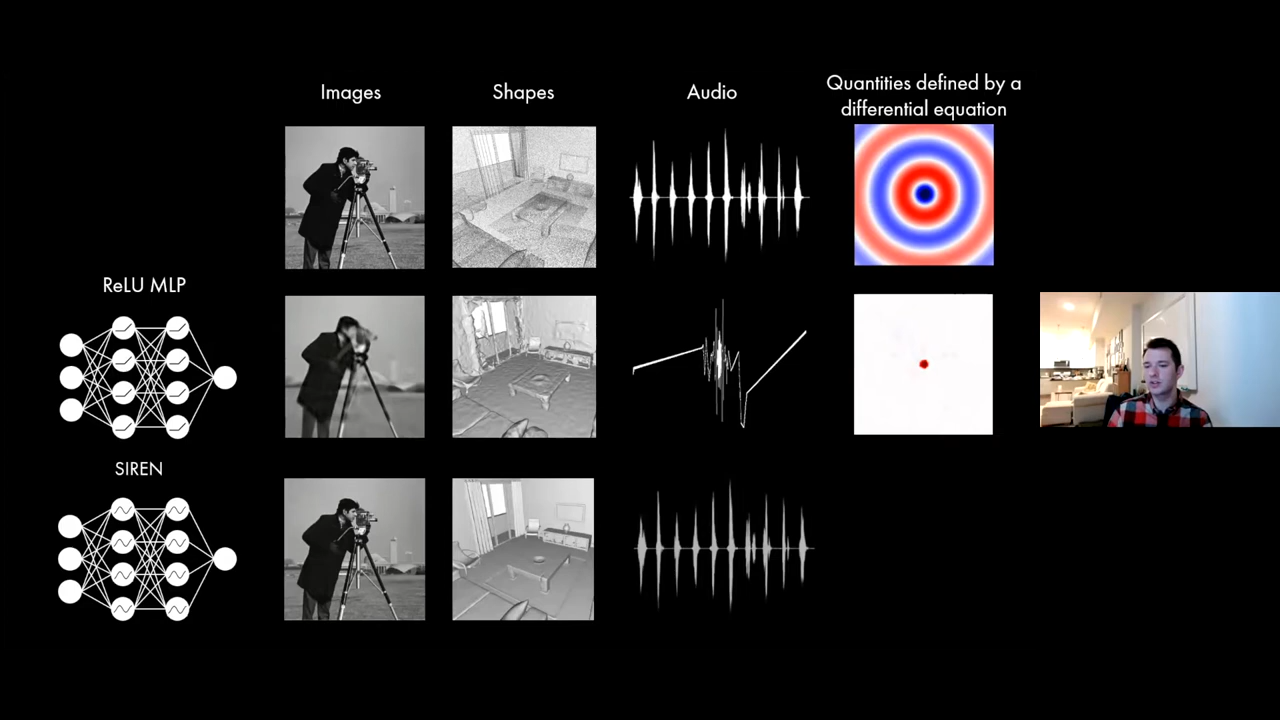 Images
Shapes
Audio
Quantities defined by a
differential equation
ReLU MLP
SIREN